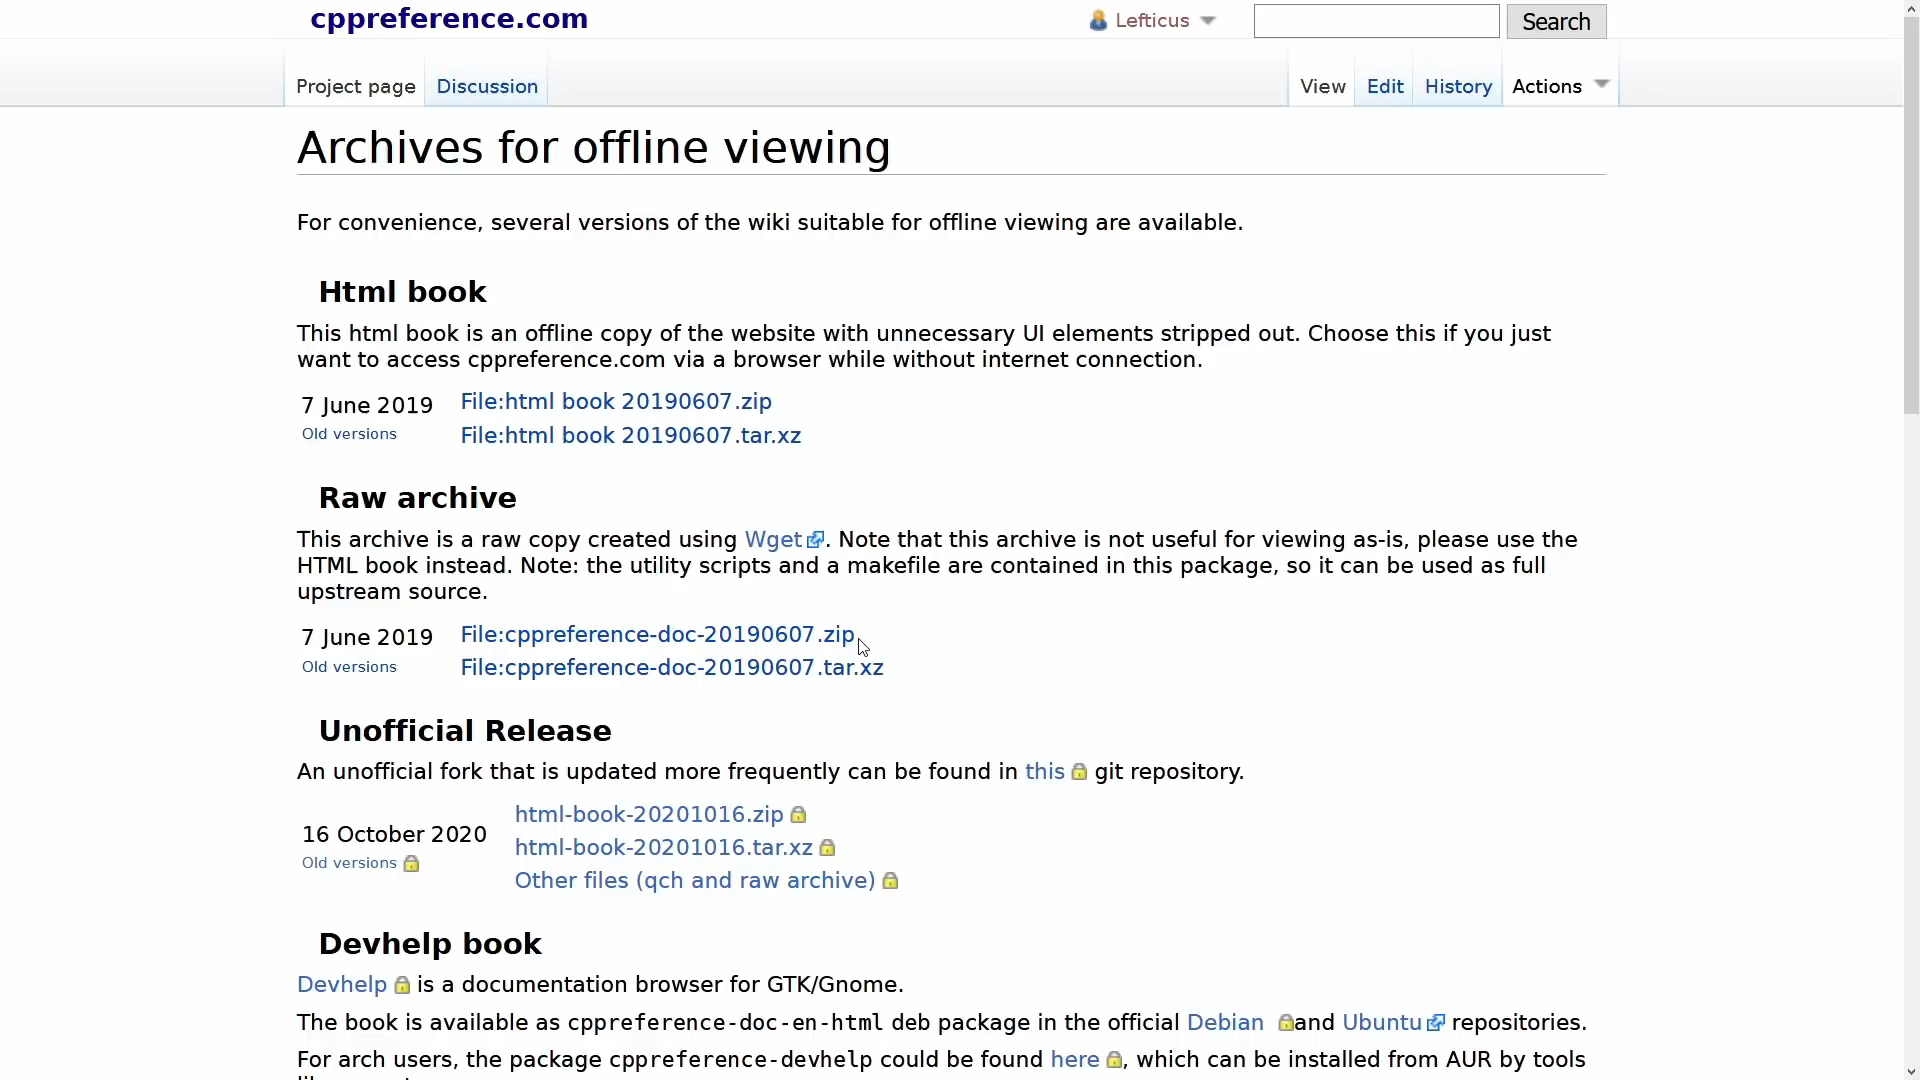 cppreference.com
Lefticus
Search
Project page
Discussion
View
Edit
History
Actions
Archives for offline viewing
For convenience, several versions of the wiki suitable for offline viewing are available.
Html book
This html book is an offline copy of the website with unnecessary UI elements stripped out. Choose this if you just
want to access cppreference.com via a browser while without internet connection.
7 June 2019
Old versions
File:html book 20190607.zip
File:html book 20190607.tar.xz
Raw archive
This archive is a raw copy created using Wget. Note that this archive is not useful for viewing as-is, please use the
HTML book instead. Note: the utility scripts and a makefile are contained in this package, so it can be used as full
upstream source.
7 June 2019
Old versions
File:cppreference-doc-20190607.zip
File:cppreference-doc-20190607.tar.xz
Unofficial Release
An unofficial fork that is updated more frequently can be found in this git repository.
16 October 2020
Old versions
html-book-20201016.zip
html-book-20201016.tar.xz
Other files (qch and raw archive)
Devhelp book
Devhelp is a documentation browser for GTK/Gnome.
The book is available as cppreference-doc-en-html deb package in the official Debian and Ubuntu repositories.
For arch users, the package cppreference-devhelp could be found here, which can be installed from AUR by tools